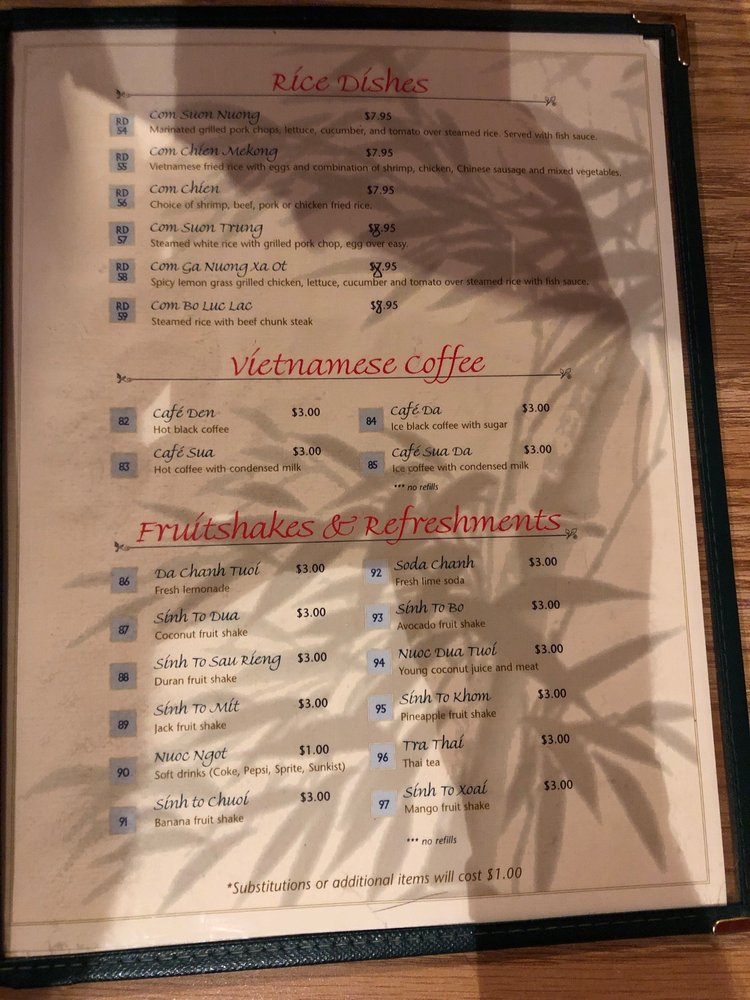 Rice Dishes
RD 54 Com Suon Nuong $7.95
Marinated grilled pork chops, lettuce, cucumber, and tomato over steamed rice. Served with fish sauce.
RD 55 Com Chien Mekong $7.95
Vietnamese fried rice with eggs and combination of shrimp, chicken, Chinese sausage and mixed vegetables.
RD 56 Com Chien $7.95
Choice of shrimp, beef, pork or chicken fried rice.
RD 57 Com Suon Trung $8.95
Steamed white rice with grilled pork chop, egg over easy.
RD 58 Com Ga Nuong Xa Ot $8.95
Spicy lemon grass grilled chicken, lettuce, cucumber and tomato over steamed rice with fish sauce.
RD 59 Com Bo Luc Lac $8.95
Steamed rice with beef chunk steak
Vietnamese Coffee
82 Café Den $3.00
Hot black coffee
83 Café Sua $3.00
Hot coffee with condensed milk
84 Café Da $3.00
Ice black coffee with sugar
85 Café Sua Da $3.00
Ice coffee with condensed milk
*** no refills
Fruitshakes & Refreshments
86 Da Chanh Tuoi $3.00
Fresh lemonade
87 Sinh To Dua $3.00
Coconut fruit shake
88 Sinh To Sau Rieng $3.00
Duran fruit shake
89 Sinh To Mit $3.00
Jack fruit shake
90 Nuoc Ngot $1.00
Soft drinks (Coke, Pepsi, Sprite, Sunkist)
91 Sinh to Chuoi $3.00
Banana fruit shake
92 Soda Chanh $3.00
Fresh lime soda
93 Sinh To Bo $3.00
Avocado fruit shake
94 Nuoc Dua Tuoi $3.00
Young coconut juice and meat
95 Sinh To Khom $3.00
Pineapple fruit shake
96 Tra Thai $3.00
Thai tea
97 Sinh To Xoai $3.00
Mango fruit shake
*** no refills
*Substitutions or additional items will cost $1.00